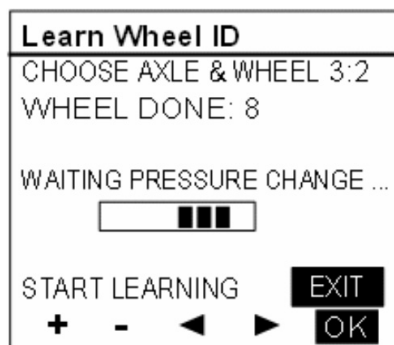 Learn Wheel ID
CHOOSE AXLE & WHEEL 3:2
WHEEL DONE: 8
WAITING PRESSURE CHANGE ...
START LEARNING EXIT
+ - ◄ ► OK